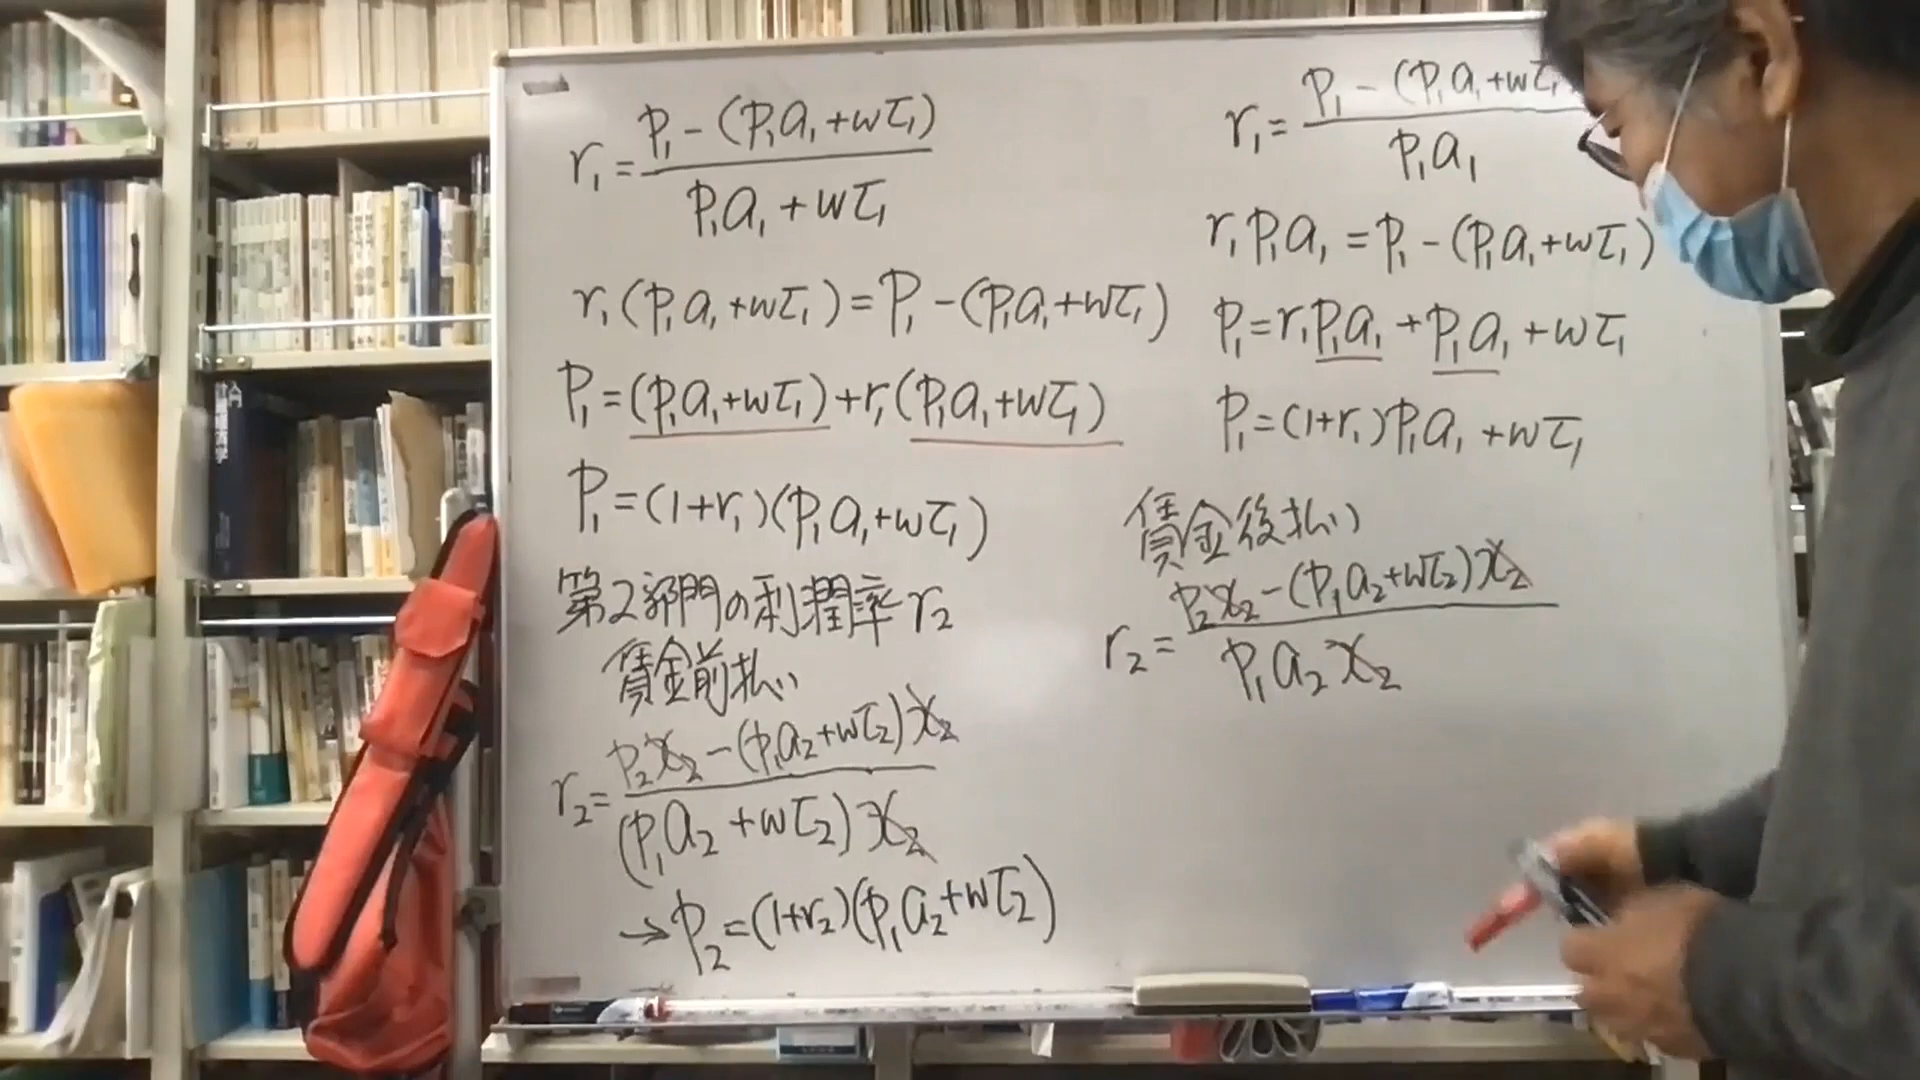 r₁ = (p₁ - (p₁a₁ + wτ₁)) / (p₁a₁ + wτ₁)
r₁(p₁a₁ + wτ₁) = p₁ - (p₁a₁ + wτ₁)
p₁ = (p₁a₁ + wτ₁) + r₁(p₁a₁ + wτ₁)
p₁ = (1 + r₁)(p₁a₁ + wτ₁)
第2部門の利潤率 r₂
賃金前払い
r₂ = (p₂x₂ - (p₁a₂ + wτ₂)x₂) / ((p₁a₂ + wτ₂)x₂)
→ p₂ = (1 + r₂)(p₁a₂ + wτ₂)
r₁ = (p₁ - (p₁a₁ + wτ₁ / p₁a₁
r₁p₁a₁ = p₁ - (p₁a₁ + wτ₁)
p₁ = r₁p₁a₁ + p₁a₁ + wτ₁
p₁ = (1 + r₁)p₁a₁ + wτ₁
賃金後払い
r₂ = (p₂x₂ - (p₁a₂ + wτ₂)x₂) / (p₁a₂x₂)